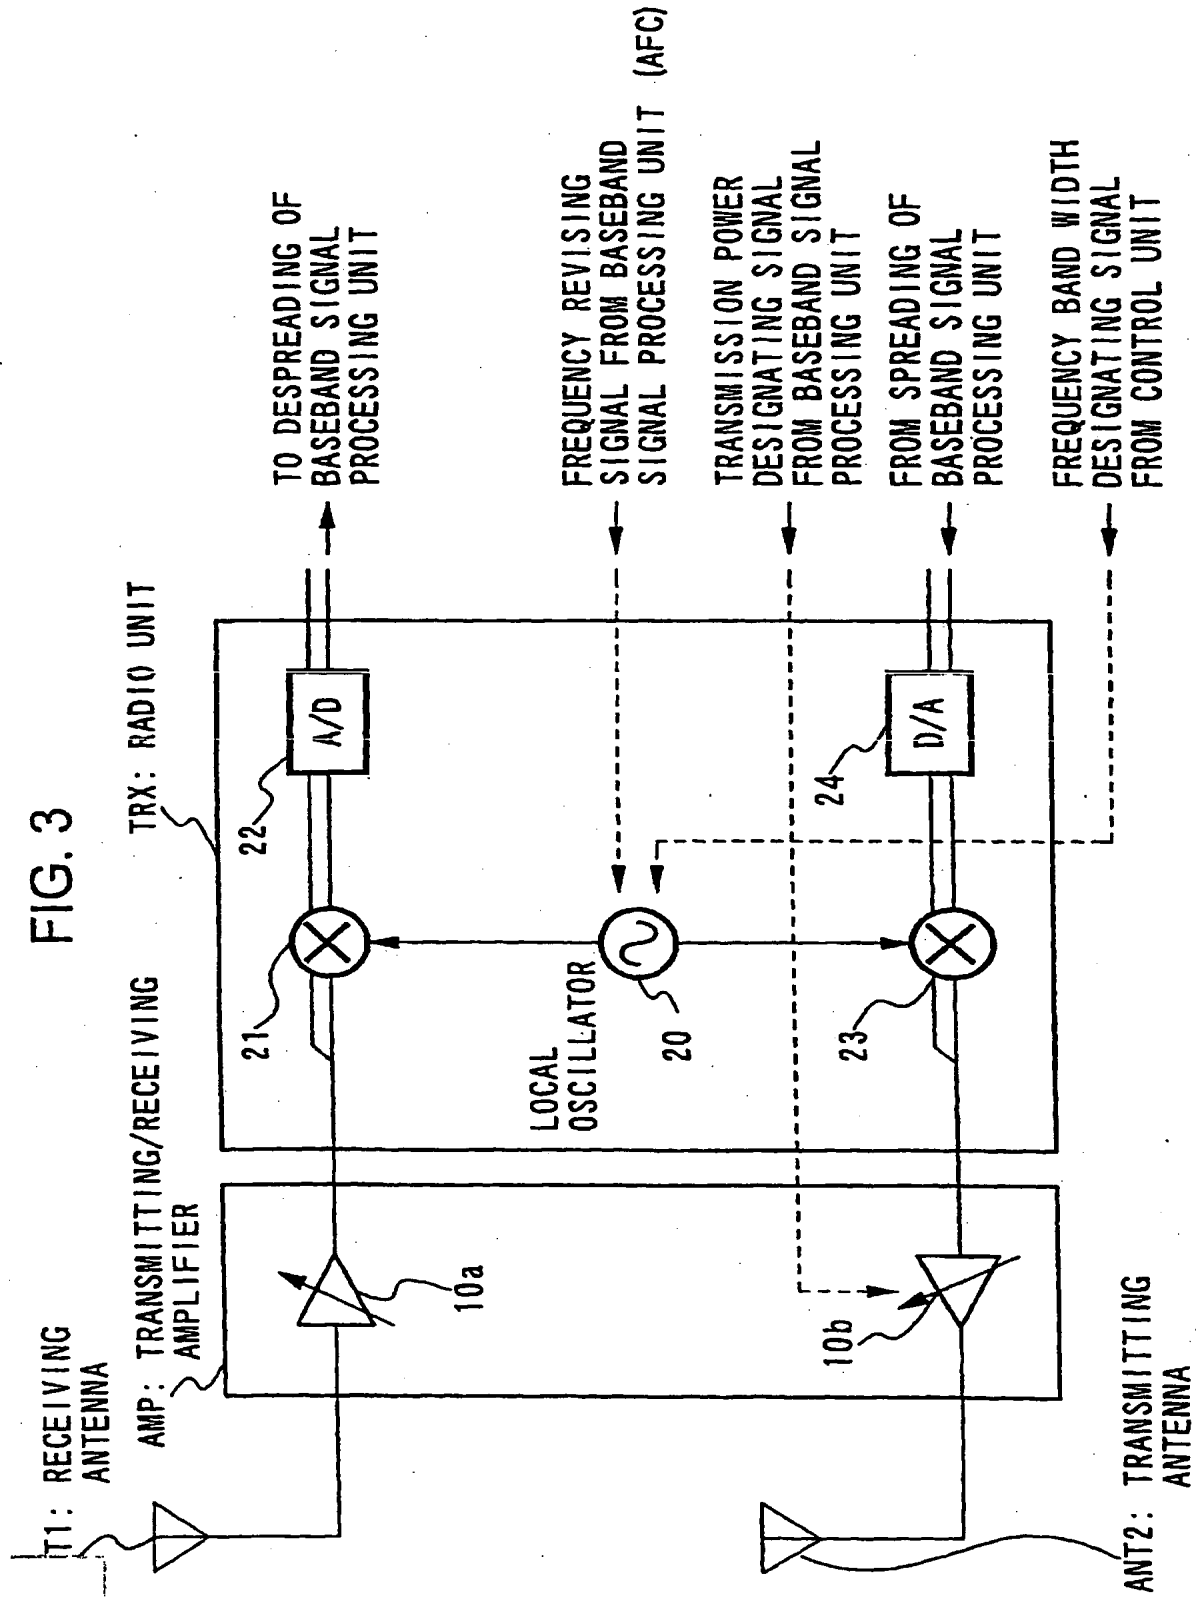 FIG. 3
T1: RECEIVING
ANTENNA
AMP: TRANSMITTING/RECEIVING
AMPLIFIER
TRX: RADIO UNIT
10a
21
22
A/D
TO DESPREADING OF
BASEBAND SIGNAL
PROCESSING UNIT
LOCAL
OSCILLATOR
20
FREQUENCY REVISING
SIGNAL FROM BASEBAND
SIGNAL PROCESSING UNIT (AFC)
TRANSMISSION POWER
DESIGNATING SIGNAL
FROM BASEBAND SIGNAL
PROCESSING UNIT
10b
23
24
D/A
FROM SPREADING OF
BASEBAND SIGNAL
PROCESSING UNIT
FREQUENCY BAND WIDTH
DESIGNATING SIGNAL
FROM CONTROL UNIT
ANT2: TRANSMITTING
ANTENNA